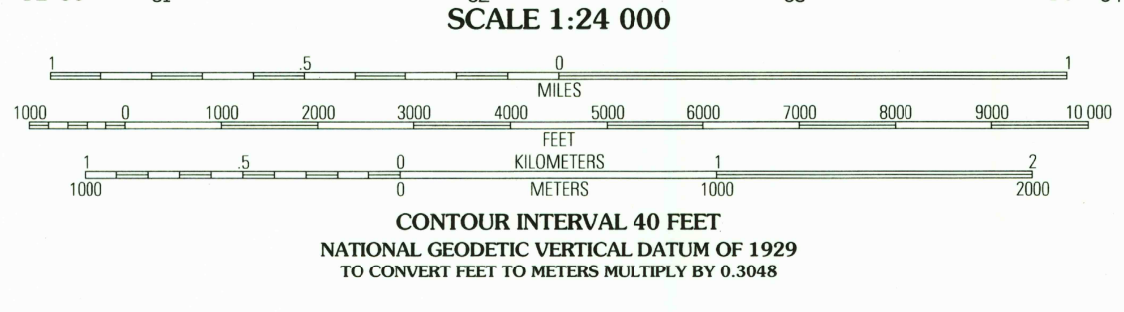 SCALE 1:24 000
1 .5 0 1
MILES
1000 0 1000 2000 3000 4000 5000 6000 7000 8000 9000 10 000
FEET
1 .5 0 KILOMETERS 1 2
1000 0 METERS 1000 2000
CONTOUR INTERVAL 40 FEET
NATIONAL GEODETIC VERTICAL DATUM OF 1929
TO CONVERT FEET TO METERS MULTIPLY BY 0.3048